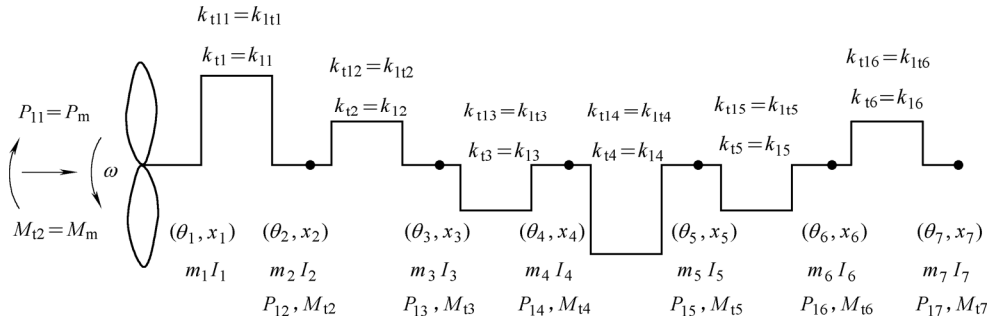 k_t11 = k_1t1
k_t1 = k_11
k_t12 = k_1t2
k_t2 = k_12
k_t13 = k_1t3
k_t3 = k_13
k_t14 = k_1t4
k_t4 = k_14
k_t15 = k_1t5
k_t5 = k_15
k_t16 = k_1t6
k_t6 = k_16
P_11 = P_m
ω
M_t2 = M_m
(θ_1, x_1) (θ_2, x_2) (θ_3, x_3) (θ_4, x_4) (θ_5, x_5) (θ_6, x_6) (θ_7, x_7)
m_1 I_1 m_2 I_2 m_3 I_3 m_4 I_4 m_5 I_5 m_6 I_6 m_7 I_7
P_12, M_t2 P_13, M_t3 P_14, M_t4 P_15, M_t5 P_16, M_t6 P_17, M_t7